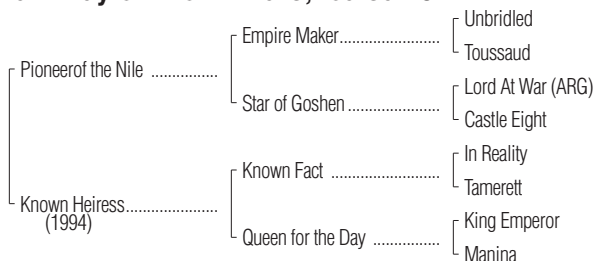 Unbridled
Empire Maker....................
Toussaud
Pioneerof the Nile ...............
Lord At War (ARG)
Star of Goshen....................
Castle Eight
In Reality
Known Fact .......................
Tamerett
Known Heiress....................
(1994)
King Emperor
Queen for the Day ..............
Manina